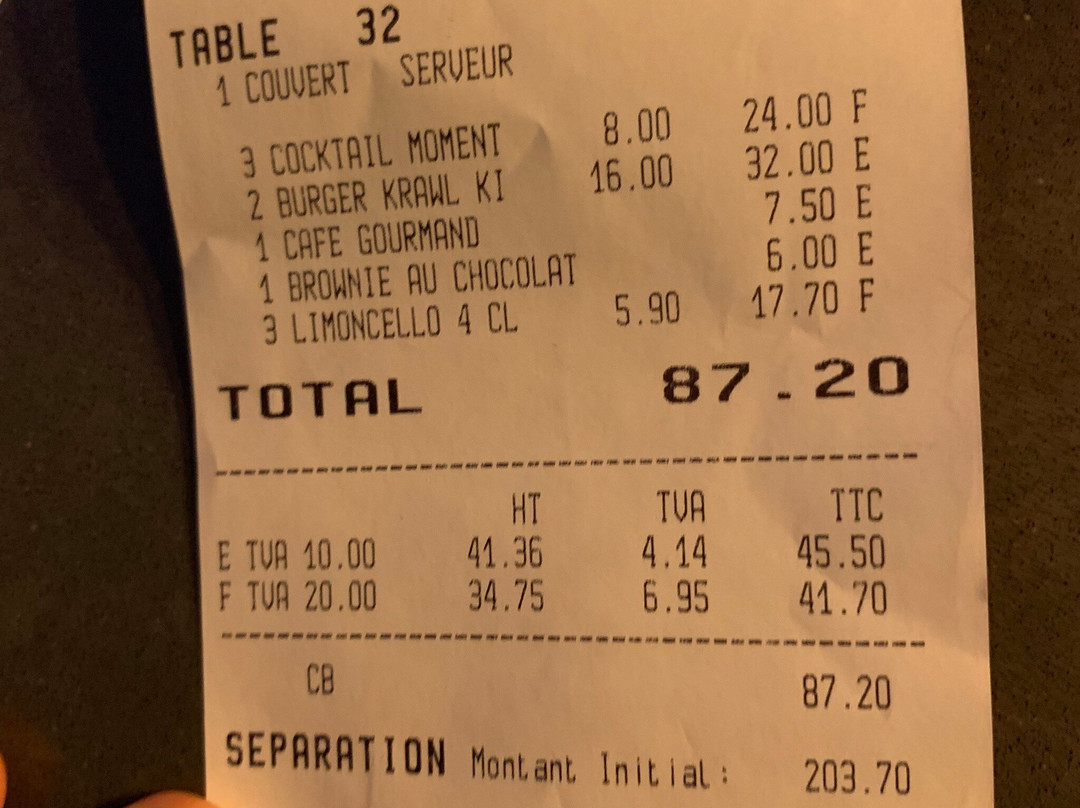 TABLE 32
1 COUVERT SERVEUR
3 COCKTAIL MOMENT 8.00 24.00 F
2 BURGER KRAWL KI 16.00 32.00 E
1 CAFE GOURMAND 7.50 E
1 BROWNIE AU CHOCOLAT 6.00 E
3 LIMONCELLO 4 CL 5.90 17.70 F
TOTAL 87.20
HT TVA TTC
E TVA 10.00 41.36 4.14 45.50
F TVA 20.00 34.75 6.95 41.70
CB 87.20
SEPARATION Montant Initial: 203.70